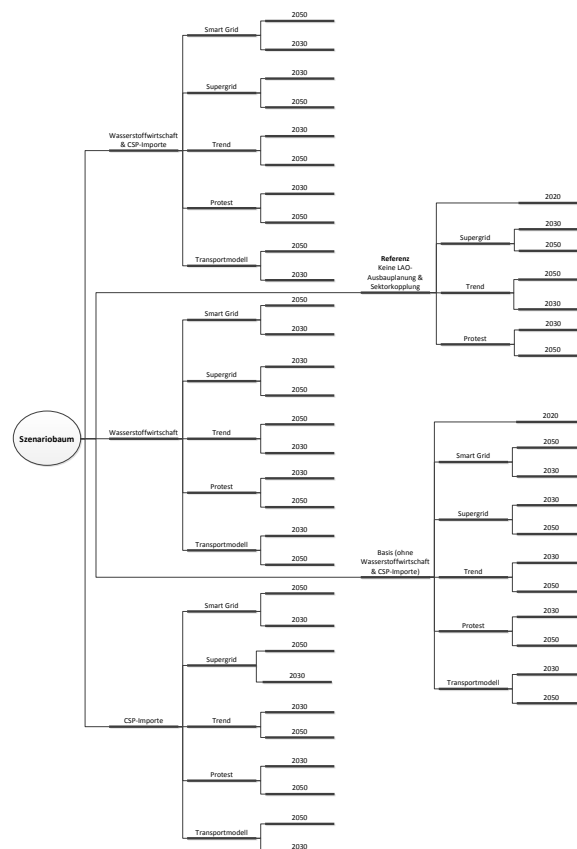 Szenariobaum
Wasserstoffwirtschaft
& CSP-Importe
Smart Grid
2050
2030
Supergrid
2030
2050
Trend
2030
2050
Protest
2030
2050
Transportmodell
2050
2030
Referenz
Keine LAO-
Ausbauplanung &
Sektorkopplung
2020
Supergrid
2030
2050
Trend
2050
2030
Protest
2030
2050
Wasserstoffwirtschaft
Smart Grid
2050
2030
Supergrid
2030
2050
Trend
2050
2030
Protest
2030
2050
Transportmodell
2030
2050
Basis (ohne
Wasserstoffwirtschaft
& CSP-Importe)
2020
Smart Grid
2050
2030
Supergrid
2030
2050
Trend
2030
2050
Protest
2030
2050
Transportmodell
2030
2050
CSP-Importe
Smart Grid
2050
2030
Supergrid
2050
2030
Trend
2030
2050
Protest
2030
2050
Transportmodell
2050
2030